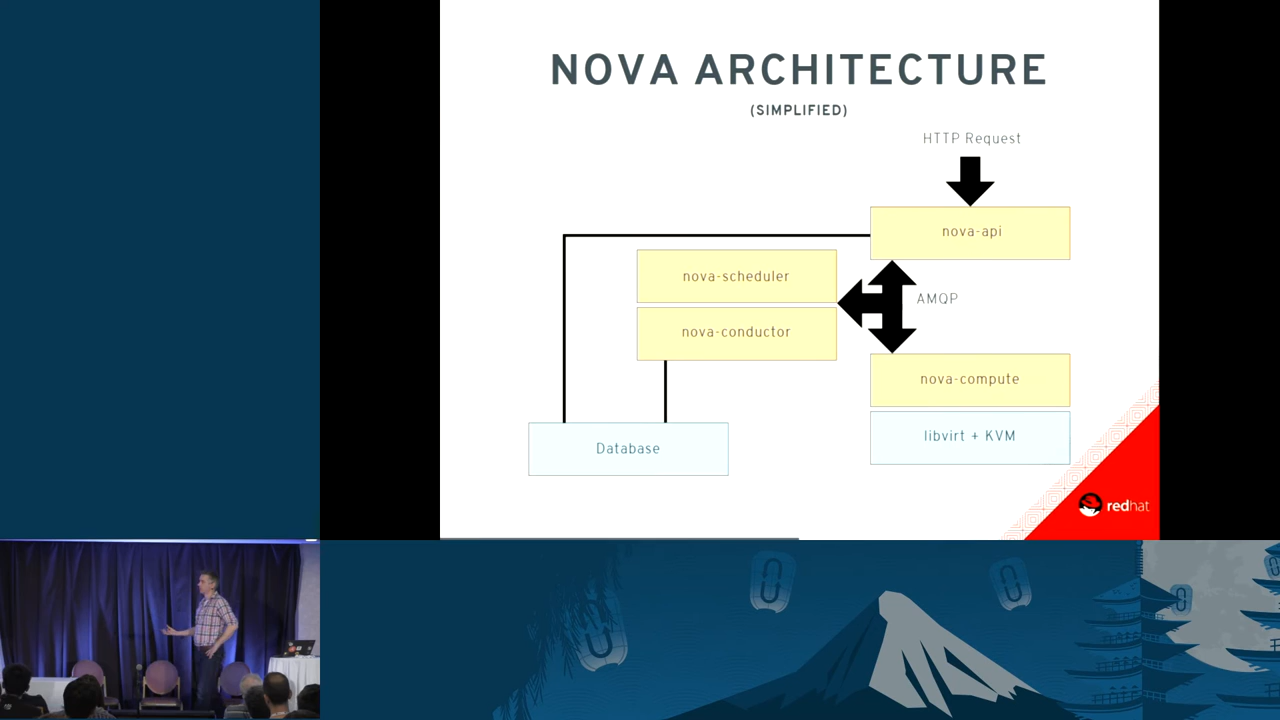 NOVA ARCHITECTURE
(SIMPLIFIED)
HTTP Request
nova-api
nova-scheduler
AMQP
nova-conductor
nova-compute
libvirt + KVM
Database
redhat